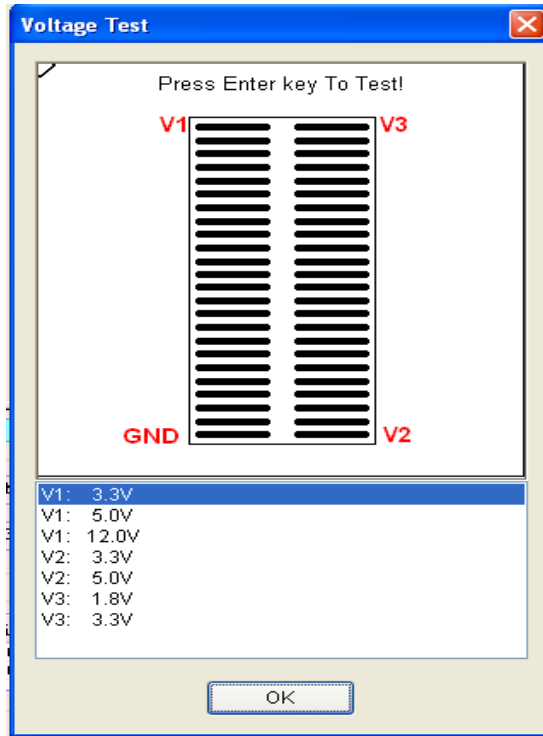 Voltage Test
Press Enter key To Test!
V1 V3
GND V2
V1: 3.3V
V1: 5.0V
V1: 12.0V
V2: 3.3V
V2: 5.0V
V3: 1.8V
V3: 3.3V
OK